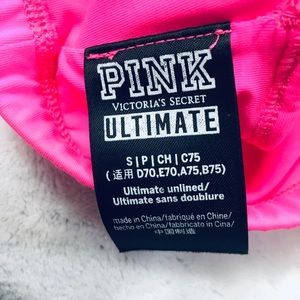 PINK
VICTORIA'S SECRET
ULTIMATE
S | P | CH | C75
(适用 D70,E70,A75,B75)
Ultimate unlined/
Ultimate sans doublure
made in China/fabriqué en Chine/
hecho en China/fabbricato in Cina/
中国制造